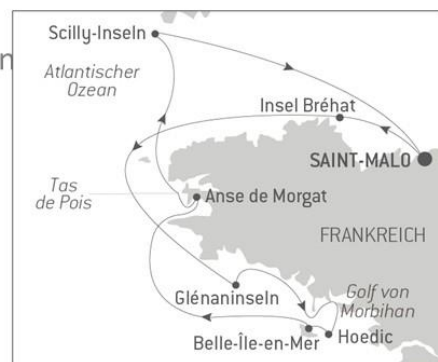 n
Scilly-Inseln
Atlantischer
Ozean
Insel Bréhat
SAINT-MALO
Tas
de Pois
Anse de Morgat
FRANKREICH
Glénaninseln
Golf von
Morbihan
Belle-Île-en-Mer
Hoedic